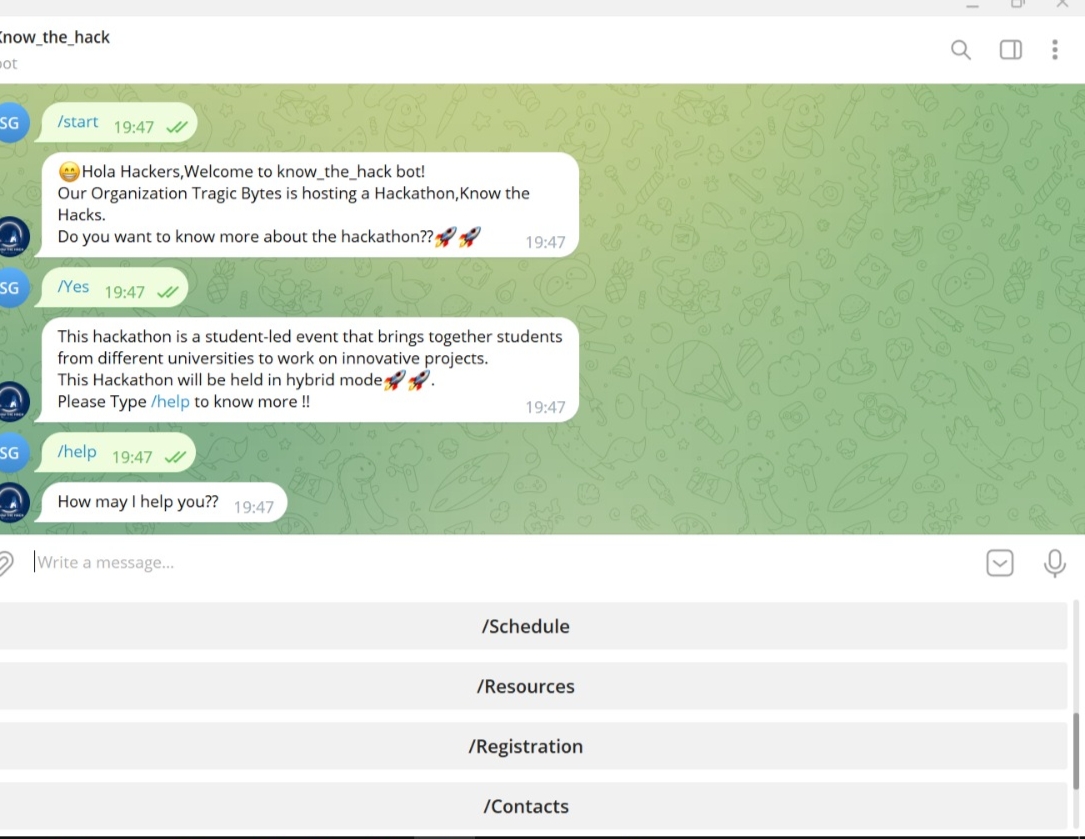 Know_the_hack
bot
SG
/start 19:47
😁Hola Hackers,Welcome to know_the_hack bot!
Our Organization Tragic Bytes is hosting a Hackathon,Know the
Hacks.
Do you want to know more about the hackathon??🚀🚀 19:47
SG
/Yes 19:47
This hackathon is a student-led event that brings together students
from different universities to work on innovative projects.
This Hackathon will be held in hybrid mode🚀🚀.
Please Type /help to know more !! 19:47
SG
/help 19:47
How may I help you?? 19:47
Write a message...
/Schedule
/Resources
/Registration
/Contacts